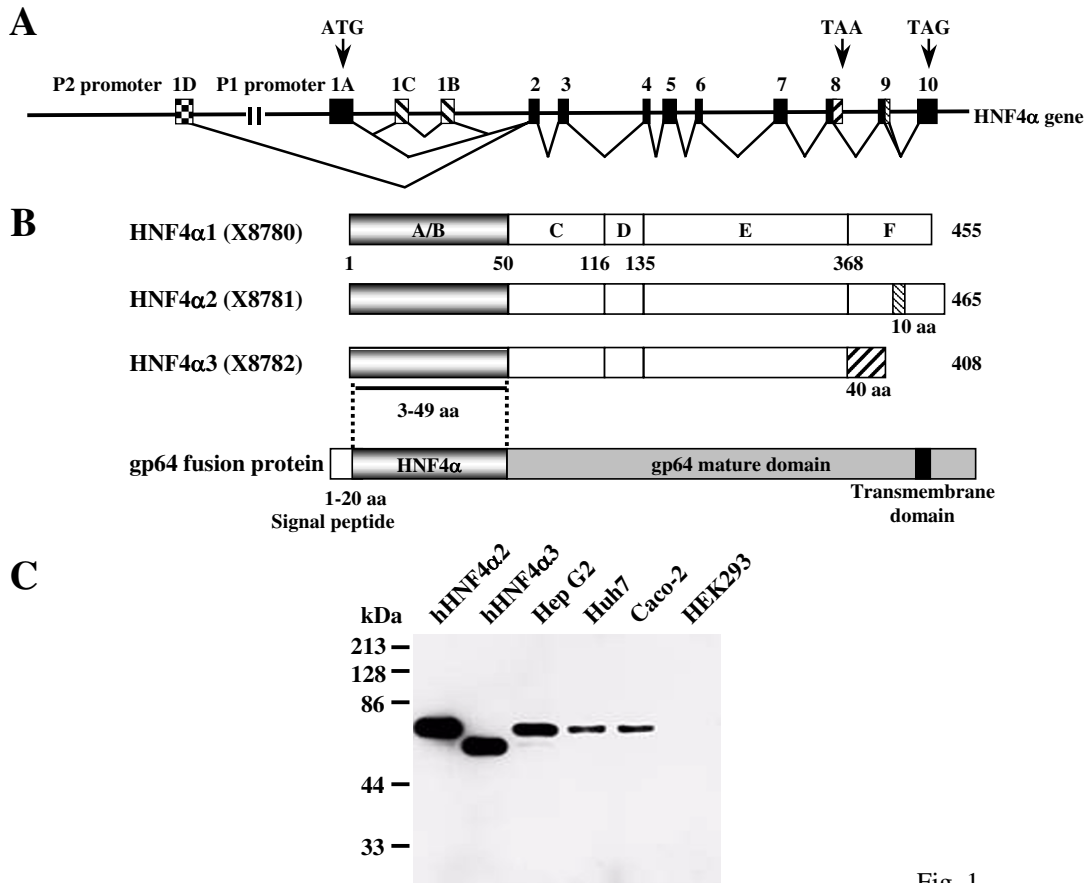 A
ATG TAA TAG
P2 promoter 1D P1 promoter 1A 1C 1B 2 3 4 5 6 7 8 9 10
HNF4α gene
B
HNF4α1 (X8780) A/B C D E F 455
1 50 116 135 368
HNF4α2 (X8781) 465
10 aa
HNF4α3 (X8782) 408
40 aa
3-49 aa
gp64 fusion protein HNF4α gp64 mature domain
1-20 aa
Signal peptide
Transmembrane
domain
C
kDa hHNF4α2 hHNF4α3 Hep G2 Huh7 Caco-2 HEK293
213
128
86
44
33
Fig. 1